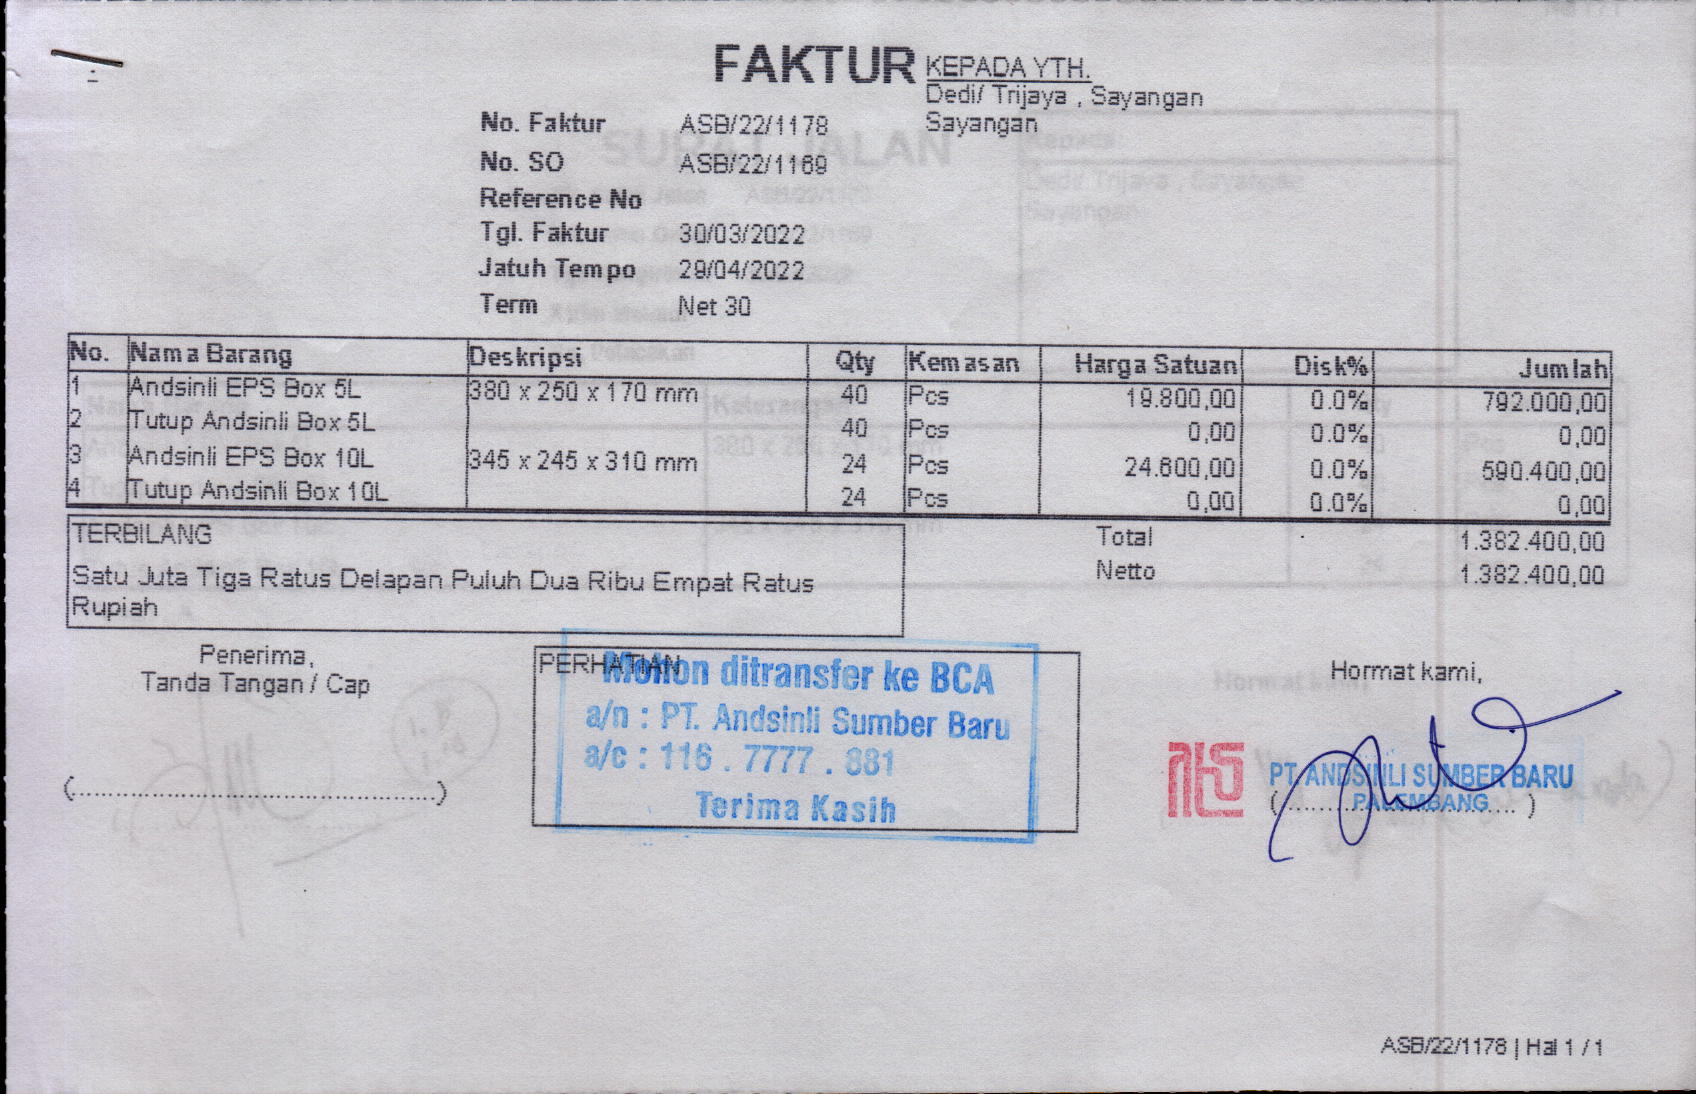 FAKTUR
KEPADA YTH.
Dedi/ Trijaya , Sayangan
Sayangan
No. Faktur ASB/22/1178
No. SO ASB/22/1169
Reference No
Tgl. Faktur 30/03/2022
Jatuh Tempo 29/04/2022
Term Net 30
No. Nama Barang Deskripsi Qty Kemasan Harga Satuan Disk% Jumlah
1 Andsinli EPS Box 5L 380 x 250 x 170 mm 40 Pcs 19.800,00 0.0% 792.000,00
2 Tutup Andsinli Box 5L 40 Pcs 0,00 0.0% 0,00
3 Andsinli EPS Box 10L 345 x 245 x 310 mm 24 Pcs 24.600,00 0.0% 590.400,00
4 Tutup Andsinli Box 10L 24 Pcs 0,00 0.0% 0,00
TERBILANG
Satu Juta Tiga Ratus Delapan Puluh Dua Ribu Empat Ratus
Rupiah
Total 1.382.400,00
Netto 1.382.400,00
Penerima,
Tanda Tangan / Cap
(......................................)
PERHATIAN
Mohon ditransfer ke BCA
a/n : PT. Andsinli Sumber Baru
a/c : 116 . 7777 . 881
Terima Kasih
Hormat kami,
PT. ANDSINLI SUMBER BARU
PALEMBANG
ASB/22/1178 | Hal 1 / 1